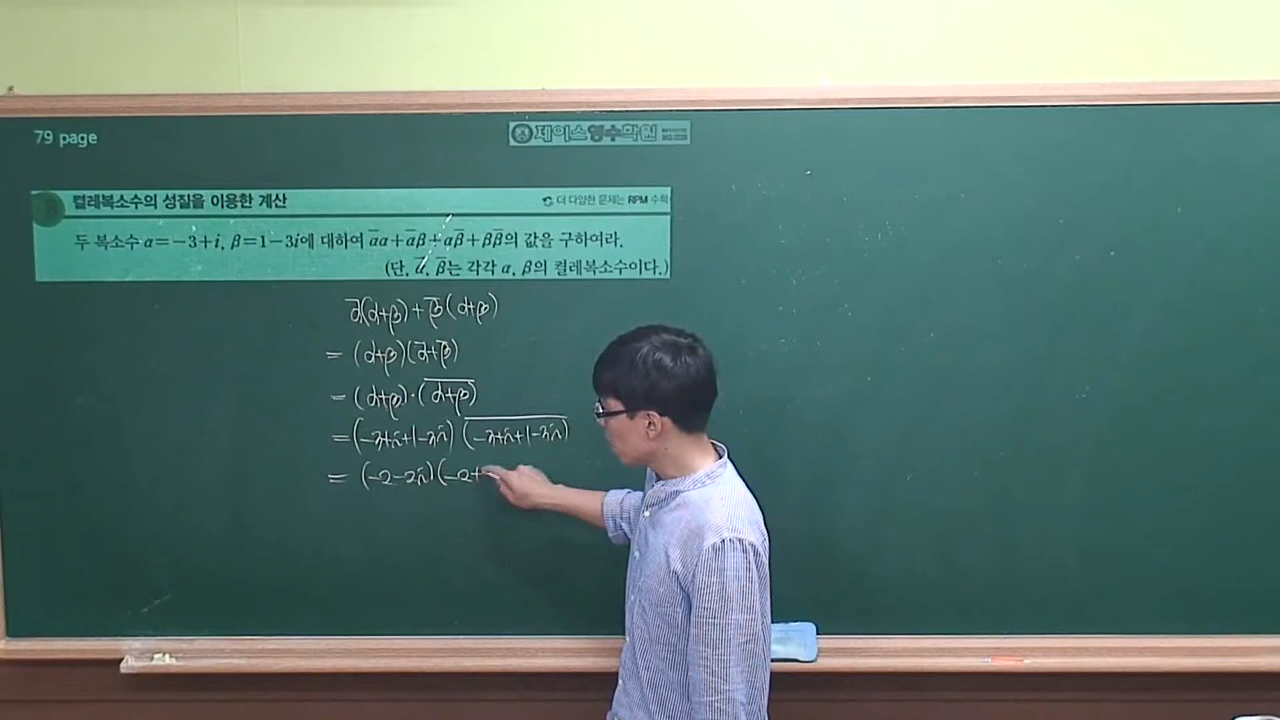 79 page
제이스영수학원
켤레복소수의 성질을 이용한 계산
더 다양한 문제는 RPM 수학
두 복소수 α=−3+i, β=1−3i에 대하여 ᾱα+ᾱβ+αβ̄+ββ̄의 값을 구하여라.
(단, ᾱ, β̄는 각각 α, β의 켤레복소수이다.)
ᾱ(α+β)+β̄(α+β)
=(α+β)(ᾱ+β̄)
=(α+β)·(\overline{α+β})
=(−3+i+1−3i)(\overline{−3+i+1−3i})
=(−2−2i)(−2+